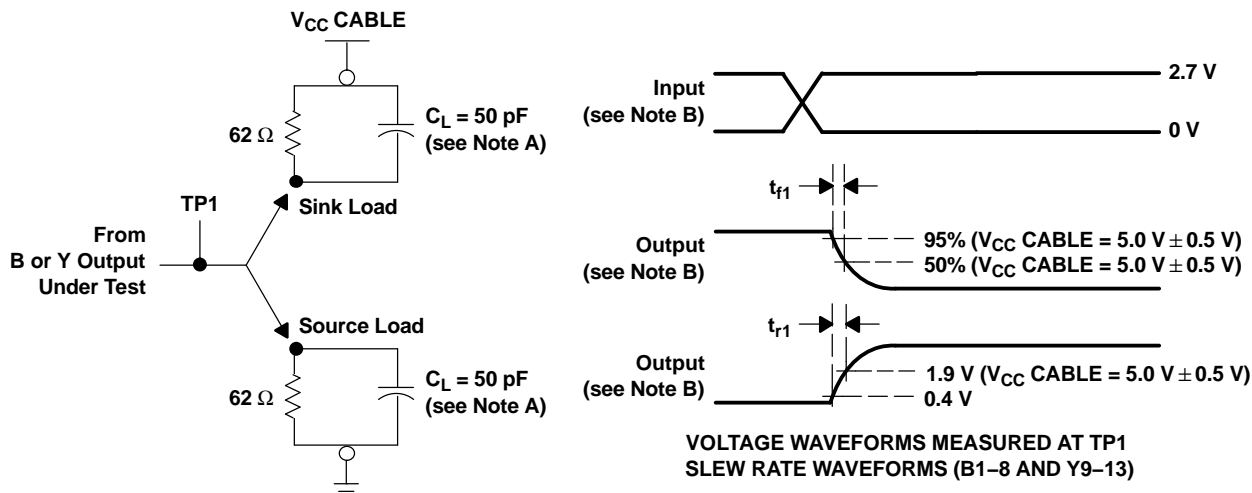 VCC CABLE
62 Ω
CL = 50 pF
(see Note A)
TP1
Sink Load
From
B or Y Output
Under Test
Source Load
62 Ω
CL = 50 pF
(see Note A)
Input
(see Note B)
2.7 V
0 V
tf1
Output
(see Note B)
95% (VCC CABLE = 5.0 V ± 0.5 V)
50% (VCC CABLE = 5.0 V ± 0.5 V)
tr1
Output
(see Note B)
1.9 V (VCC CABLE = 5.0 V ± 0.5 V)
0.4 V
VOLTAGE WAVEFORMS MEASURED AT TP1
SLEW RATE WAVEFORMS (B1–8 AND Y9–13)